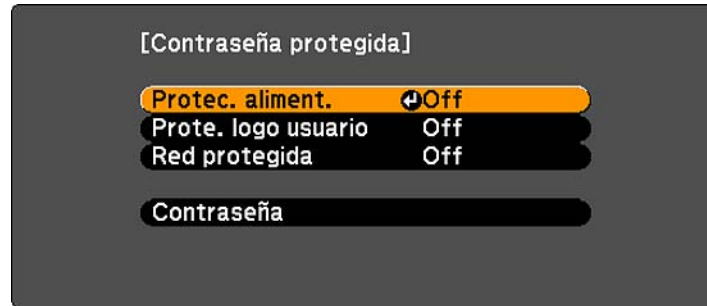 [Contraseña protegida]
Protec. aliment. Off
Prote. logo usuario Off
Red protegida Off
Contraseña